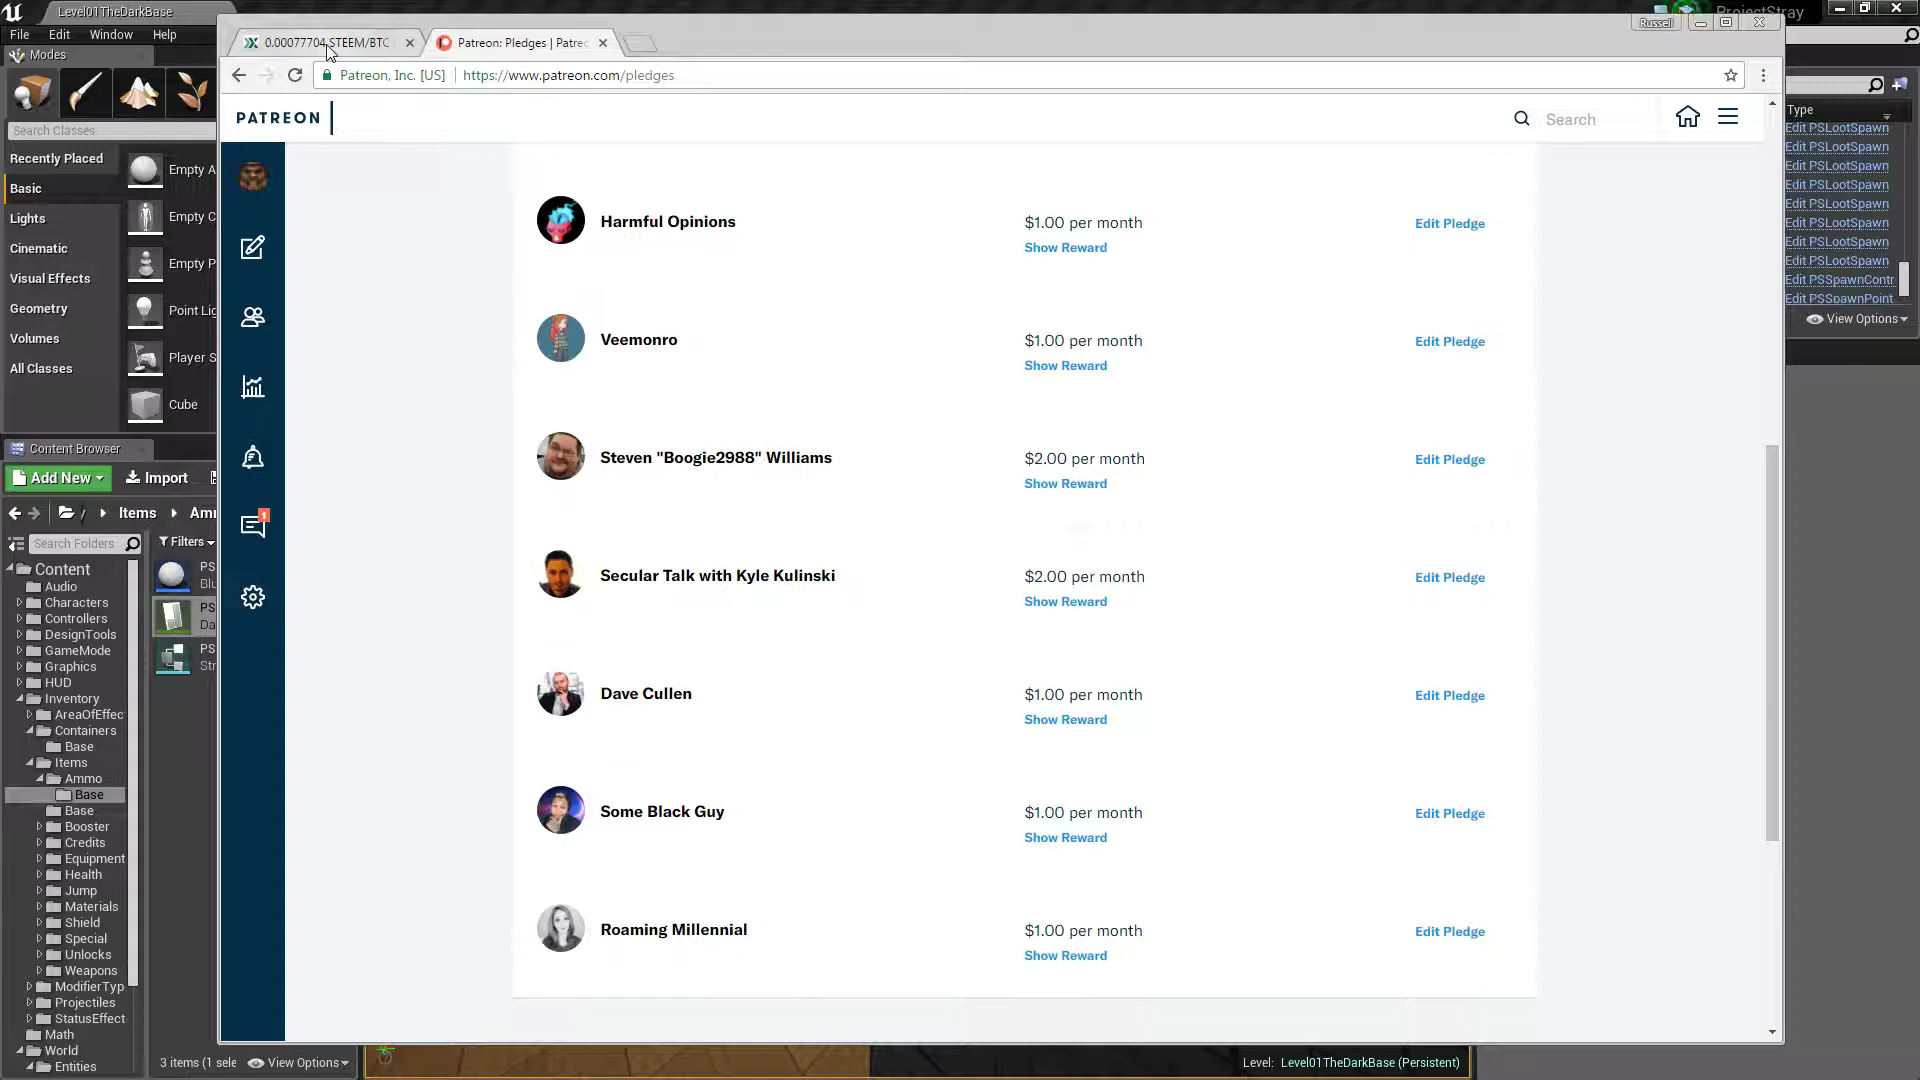 Level01TheDarkBase
ProjectStray
File Edit Window Help
Modes
Search Classes
Recently Placed
Basic
Lights
Cinematic
Visual Effects
Geometry
Volumes
All Classes
Empty A
Empty C
Empty P
Point Lig
Player S
Cube
Content Browser
Add New Import
Items Amm
Search Folders Filters
Content
Audio
Characters
Controllers
DesignTools
GameMode
Graphics
HUD
Inventory
AreaOfEffec
Containers
Base
Items
Ammo
Base
Base
Booster
Credits
Equipment
Health
Jump
Materials
Shield
Special
Unlocks
Weapons
ModifierTyp
Projectiles
StatusEffect
Math
World
Entities
PS
Blu
PS
Da
PS
Str
3 items (1 sele View Options
0.00077704 STEEM/BTC
Patreon: Pledges | Patre
Russell
Patreon, Inc. [US] https://www.patreon.com/pledges
PATREON
Search
1
Harmful Opinions $1.00 per month Edit Pledge
Show Reward
Veemonro $1.00 per month Edit Pledge
Show Reward
Steven "Boogie2988" Williams $2.00 per month Edit Pledge
Show Reward
Secular Talk with Kyle Kulinski $2.00 per month Edit Pledge
Show Reward
Dave Cullen $1.00 per month Edit Pledge
Show Reward
Some Black Guy $1.00 per month Edit Pledge
Show Reward
Roaming Millennial $1.00 per month Edit Pledge
Show Reward
Type
Edit PSLootSpawn
Edit PSLootSpawn
Edit PSLootSpawn
Edit PSLootSpawn
Edit PSLootSpawn
Edit PSLootSpawn
Edit PSLootSpawn
Edit PSLootSpawn
Edit PSSpawnContr
Edit PSSpawnPoint
View Options
Level: Level01TheDarkBase (Persistent)